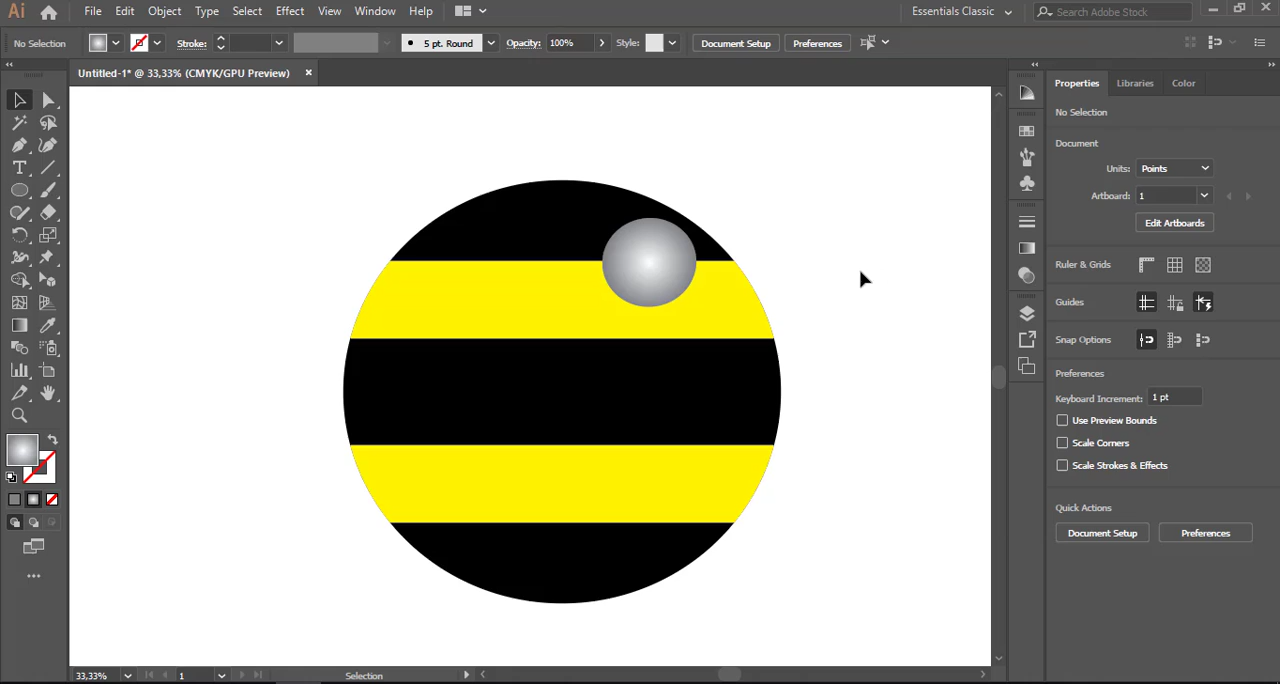 Ai File Edit Object Type Select Effect View Window Help Essentials Classic Search Adobe Stock
No Selection Stroke: 5 pt. Round Opacity: 100% Style: Document Setup Preferences
Untitled-1* @ 33,33% (CMYK/GPU Preview) ×
Properties Libraries Color
No Selection
Document
Units: Points
Artboard: 1
Edit Artboards
Ruler & Grids
Guides
Snap Options
Preferences
Keyboard Increment: 1 pt
Use Preview Bounds
Scale Corners
Scale Strokes & Effects
Quick Actions
Document Setup Preferences
33,33% 1 Selection